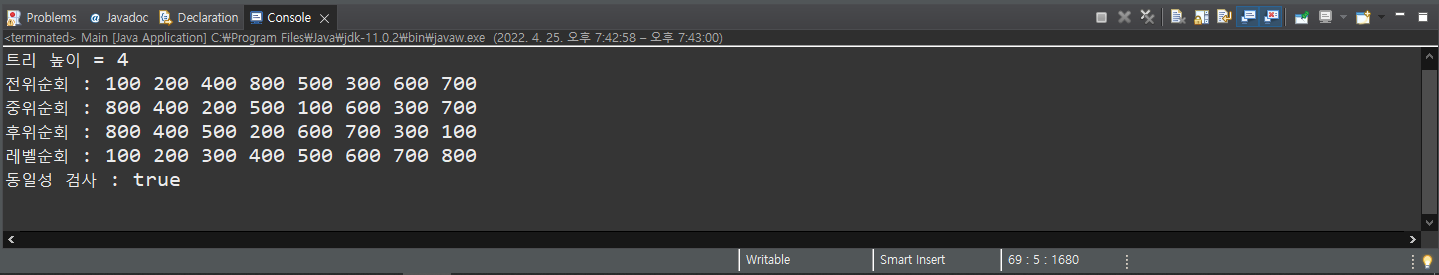 Problems Javadoc Declaration Console
<terminated> Main [Java Application] C:₩Program Files₩Java₩jdk-11.0.2₩bin₩javaw.exe (2022. 4. 25. 오후 7:42:58 – 오후 7:43:00)
트리 높이 = 4
전위순회 : 100 200 400 800 500 300 600 700
중위순회 : 800 400 200 500 100 600 300 700
후위순회 : 800 400 500 200 600 700 300 100
레벨순회 : 100 200 300 400 500 600 700 800
동일성 검사 : true
Writable Smart Insert 69 : 5 : 1680